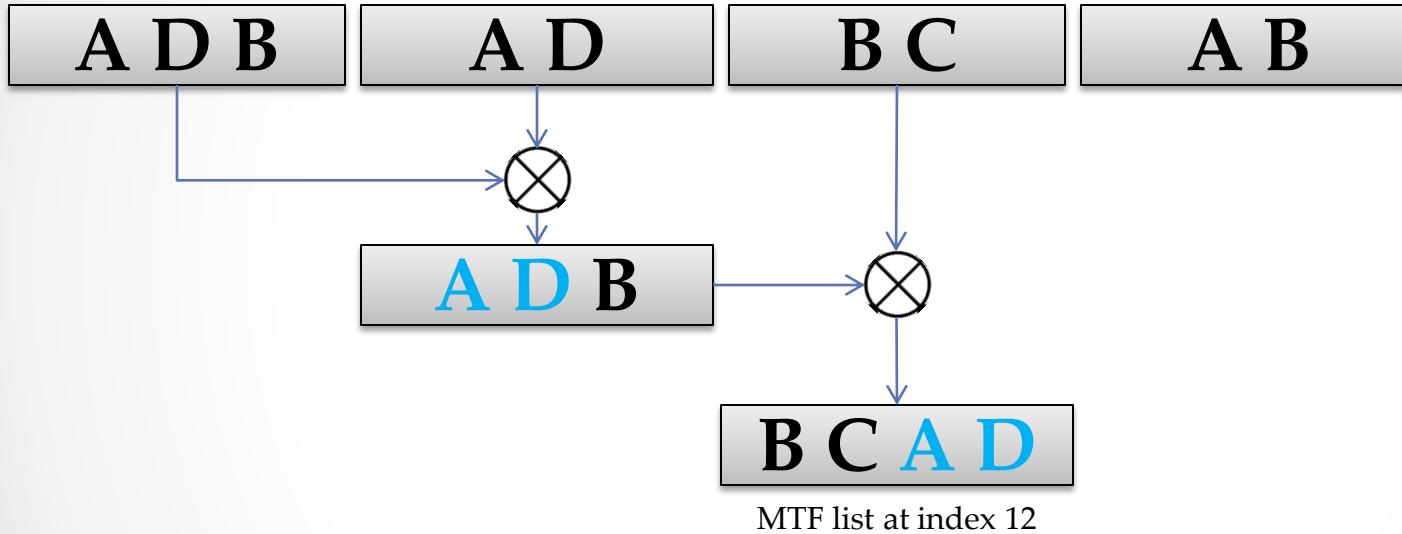 A D B
A D
B C
A B
A D B
B C A D
MTF list at index 12